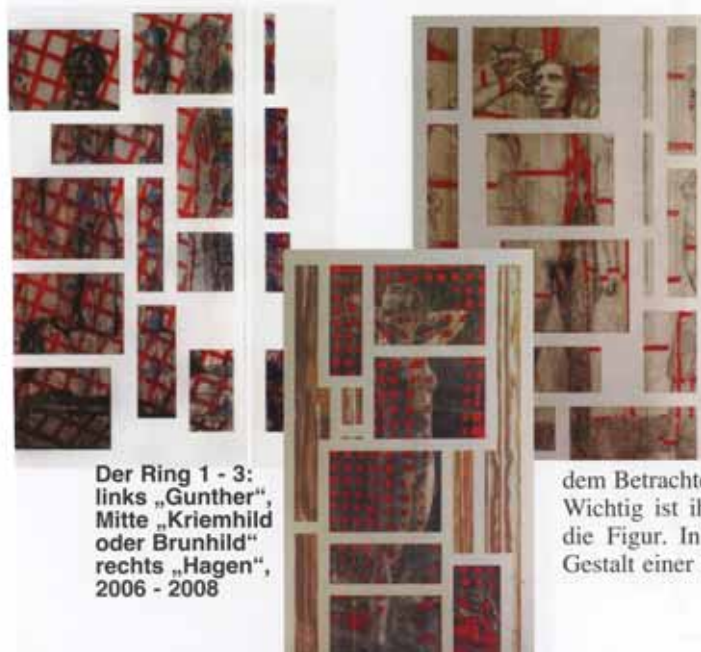 Der Ring 1 - 3:
links „Gunther“,
Mitte „Kriemhild
oder Brunhild“
rechts „Hagen“,
2006 - 2008
dem
Wichtig ist
die Figur. In
Gestalt einer